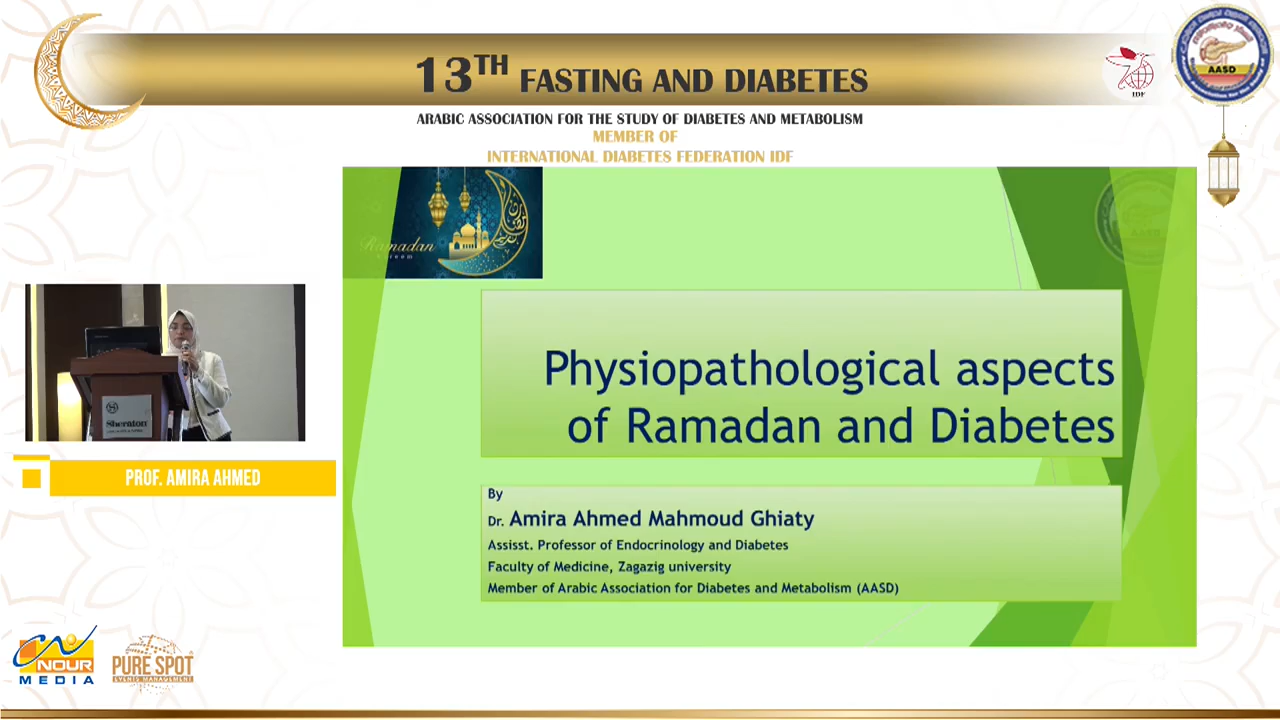 13TH FASTING AND DIABETES
ARABIC ASSOCIATION FOR THE STUDY OF DIABETES AND METABOLISM
MEMBER OF
INTERNATIONAL DIABETES FEDERATION IDF
IDF
AASD
Ramadan
kareem
Physiopathological aspects
of Ramadan and Diabetes
By
Dr. Amira Ahmed Mahmoud Ghiaty
Assisst. Professor of Endocrinology and Diabetes
Faculty of Medicine, Zagazig university
Member of Arabic Association for Diabetes and Metabolism (AASD)
Sheraton
PROF. AMIRA AHMED
NOUR
MEDIA
PURE SPOT
EVENTS MANAGEMENT